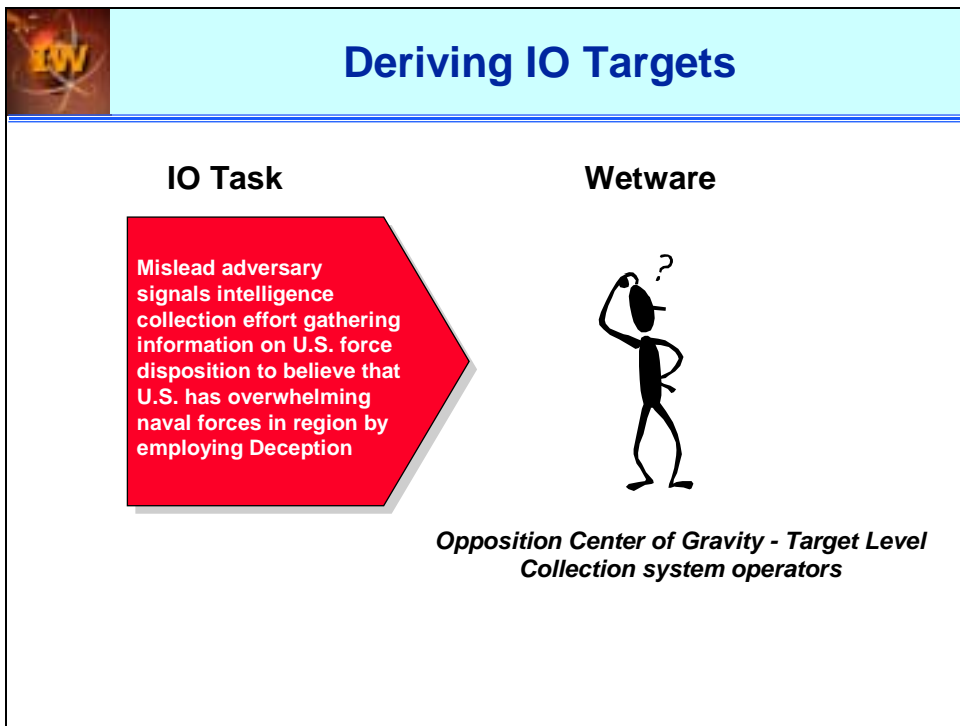 IW
Deriving IO Targets
IO Task
Wetware
Mislead adversary
signals intelligence
collection effort gathering
information on U.S. force
disposition to believe that
U.S. has overwhelming
naval forces in region by
employing Deception
?
Opposition Center of Gravity - Target Level
Collection system operators